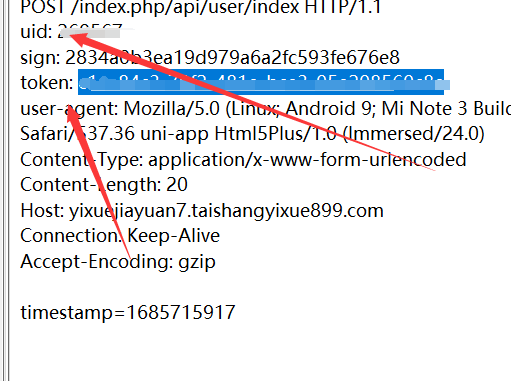 POST /index.php/api/user/index HTTP/1.1
uid:
sign: 2834a0b3ea19d979a6a2fc593fe676e8
token:
user-agent: Mozilla/5.0 (Linux; Android 9; Mi Note 3 Build
Safari/537.36 uni-app Html5Plus/1.0 (Immersed/24.0)
Content-Type: application/x-www-form-urlencoded
Content-Length: 20
Host: yixuejiayuan7.taishangyixue899.com
Connection: Keep-Alive
Accept-Encoding: gzip
timestamp=1685715917